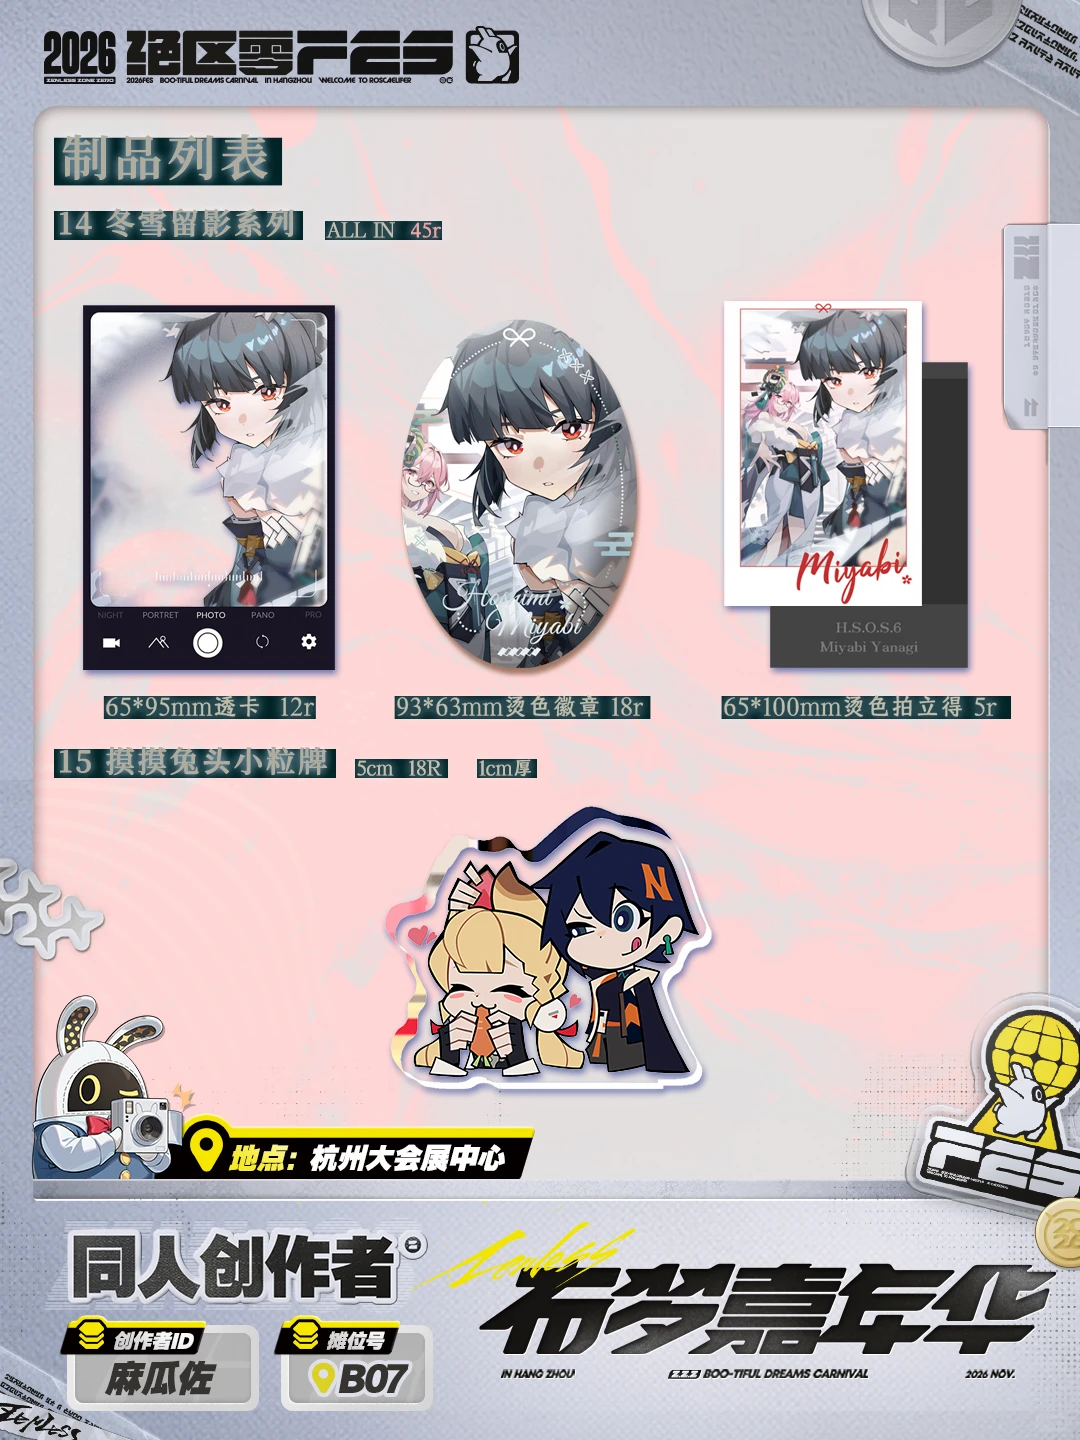 2026 绝区零FES
ZENLESS ZONE ZERO 2026FES BOO-TIFUL DREAMS CARNIVAL IN HANGZHOU WELCOME TO ROSCAELIFER
制品列表
14 冬雪留影系列 ALL IN 45r
NIGHT PORTRET PHOTO PANO PRO
Hoshimi
Miyabi
Miyabi
H.S.O.S.6
Miyabi Yanagi
65*95mm透卡 12r
93*63mm烫色徽章 18r
65*100mm烫色拍立得 5r
15 摸摸兔头小粒牌 5cm 18R 1cm厚
N
地点：杭州大会展中心
FES
同人创作者
Zenless
布梦嘉年华
创作者ID
麻瓜佐
摊位号
B07
IN HANG ZHOU
BOO-TIFUL DREAMS CARNIVAL
2026 NOV.